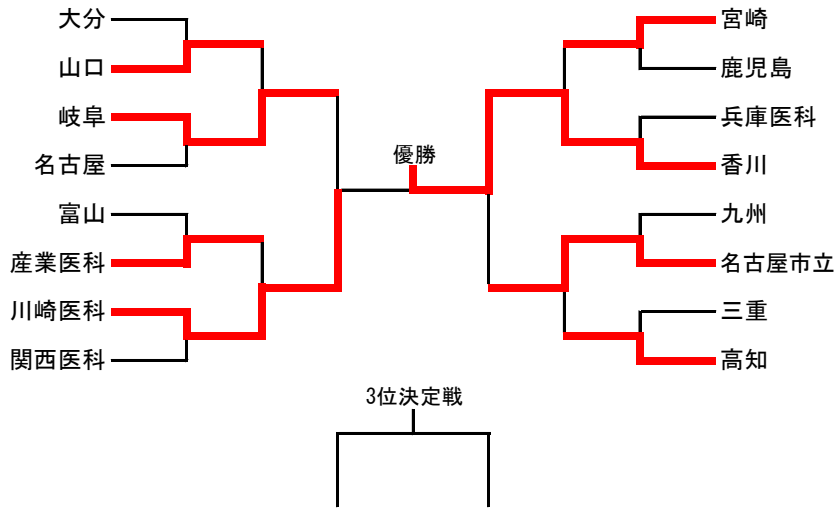 大分
山口
岐阜
名古屋
富山
産業医科
川崎医科
関西医科
優勝
宮崎
鹿児島
兵庫医科
香川
九州
名古屋市立
三重
高知
3位決定戦